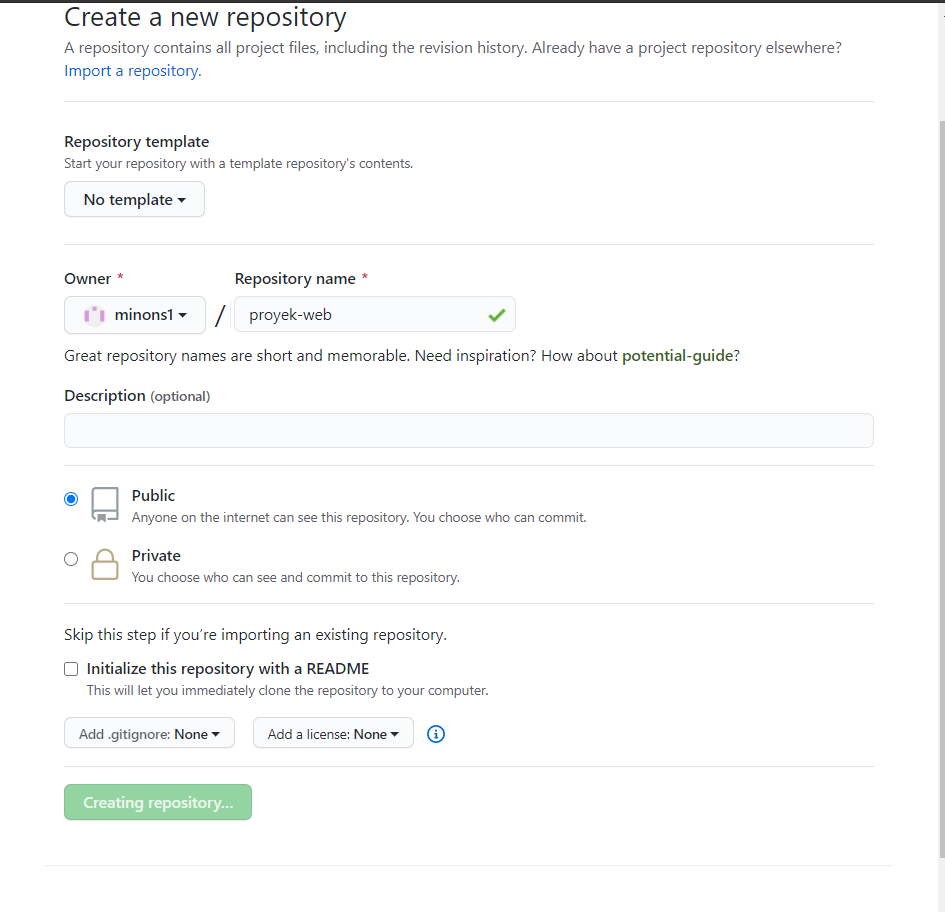 Create a new repository
A repository contains all project files, including the revision history. Already have a project repository elsewhere?
Import a repository.
Repository template
Start your repository with a template repository's contents.
No template
Owner *
Repository name *
minons1
/
proyek-web
Great repository names are short and memorable. Need inspiration? How about potential-guide?
Description (optional)
Public
Anyone on the internet can see this repository. You choose who can commit.
Private
You choose who can see and commit to this repository.
Skip this step if you’re importing an existing repository.
Initialize this repository with a README
This will let you immediately clone the repository to your computer.
Add .gitignore: None
Add a license: None
Creating repository...